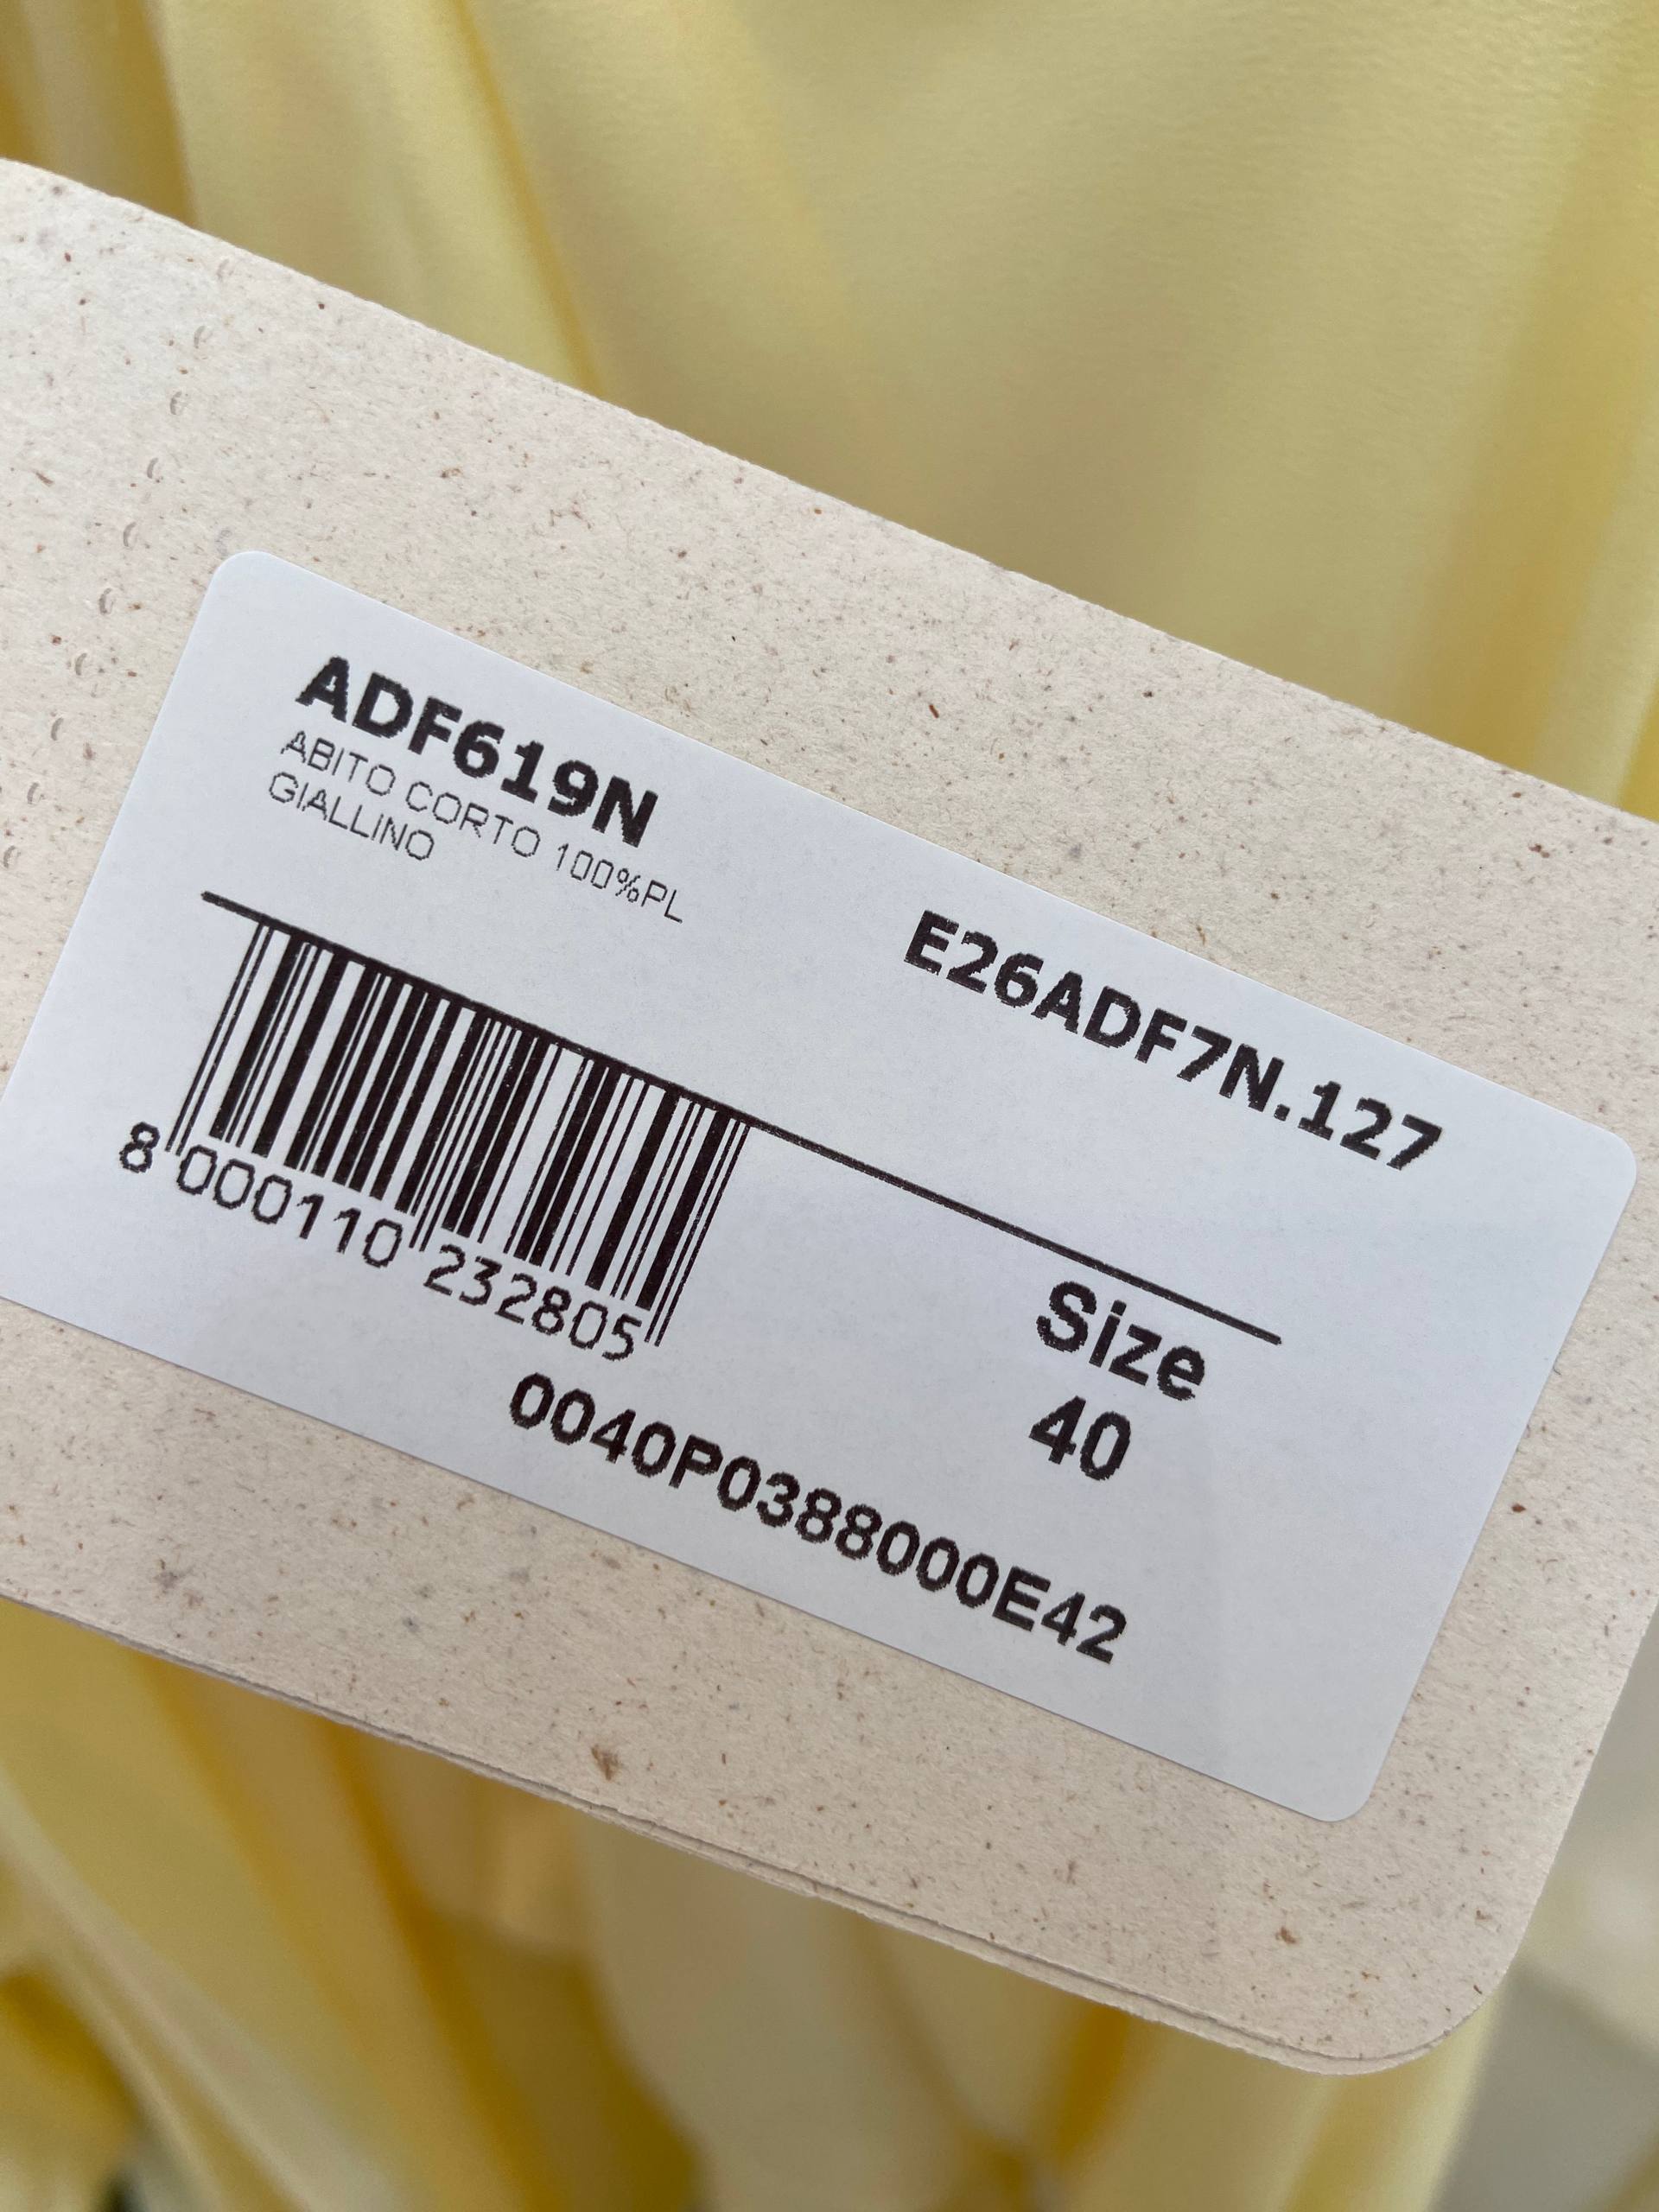 ADF619N
ABITO CORTO 100%PL
GIALLINO
E26ADF7N.127
8 000110 232805
Size
40
0040P0388000E42